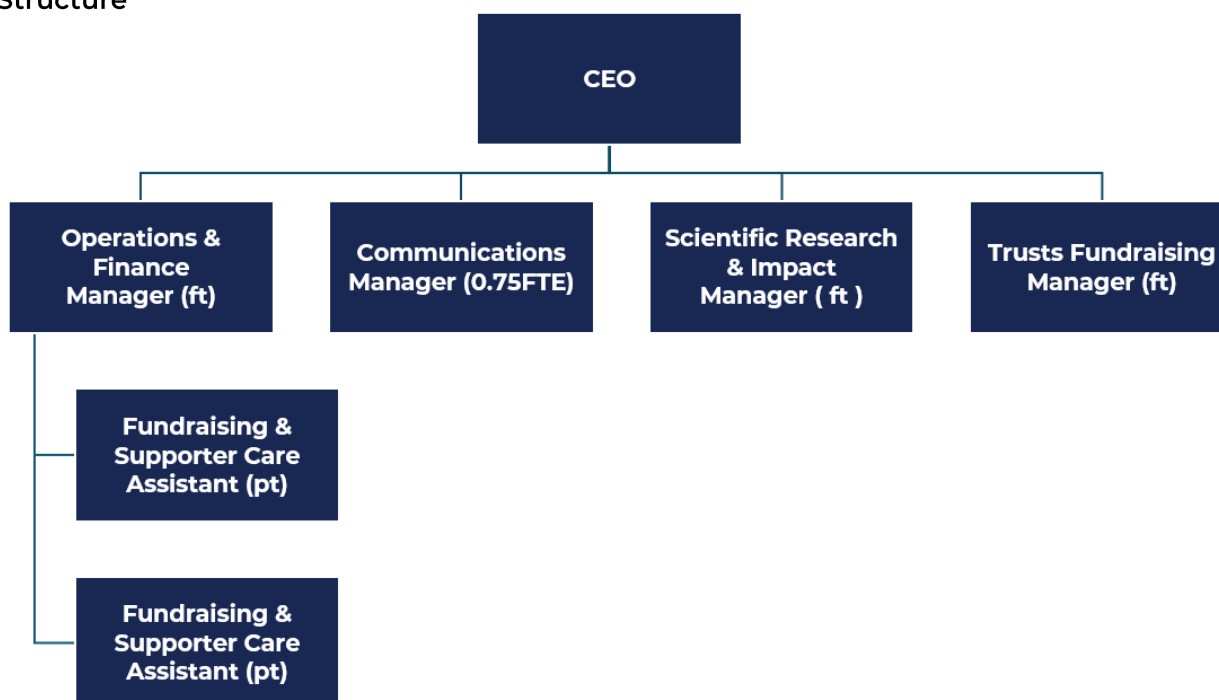 Structure
CEO
Operations &
Finance
Manager (ft)
Communications
Manager (0.75FTE)
Scientific Research
& Impact
Manager ( ft )
Trusts Fundraising
Manager (ft)
Fundraising &
Supporter Care
Assistant (pt)
Fundraising &
Supporter Care
Assistant (pt)